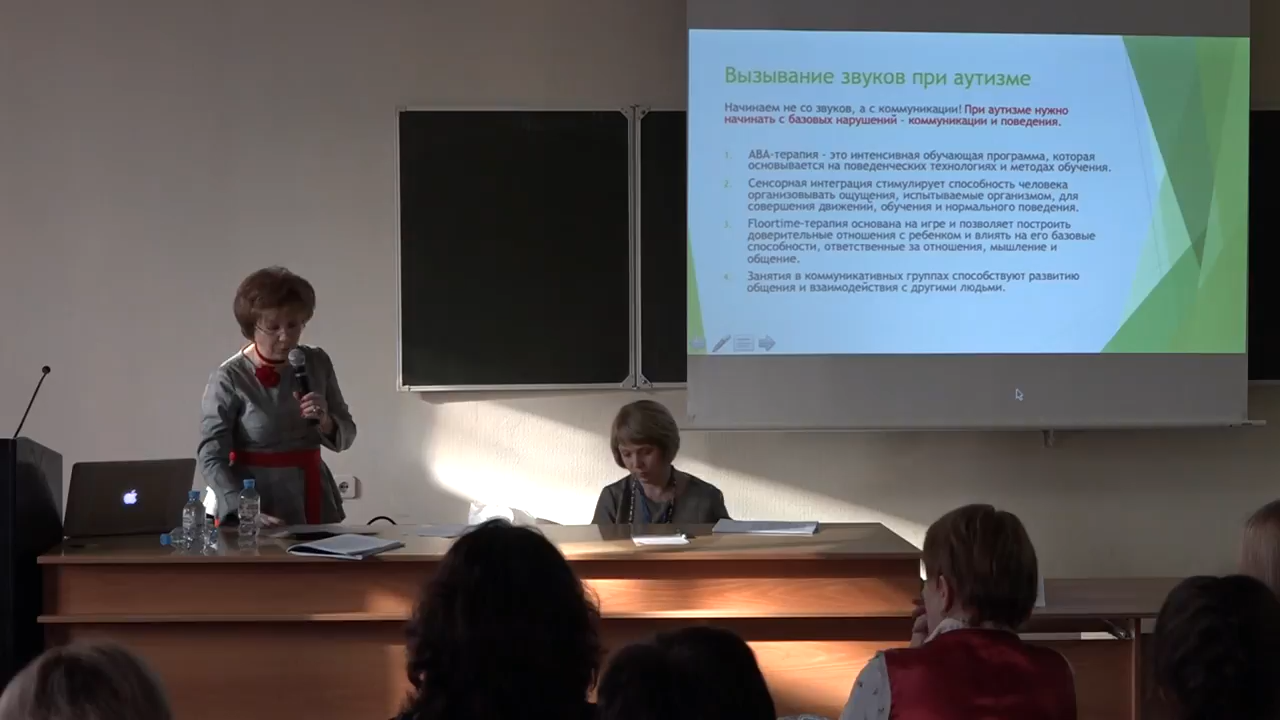 Вызывание звуков при аутизме
Начинаем не со звуков, а с коммуникации! При аутизме нужно
начинать с базовых нарушений - коммуникации и поведения.
1. АВА-терапия - это интенсивная обучающая программа, которая
основывается на поведенческих технологиях и методах обучения.
2. Сенсорная интеграция стимулирует способность человека
организовывать ощущения, испытываемые организмом, для
совершения движений, обучения и нормального поведения.
3. Floortime-терапия основана на игре и позволяет построить
доверительные отношения с ребенком и влиять на его базовые
способности, ответственные за отношения, мышление и
общение.
4. Занятия в коммуникативных группах способствуют развитию
общения и взаимодействия с другими людьми.